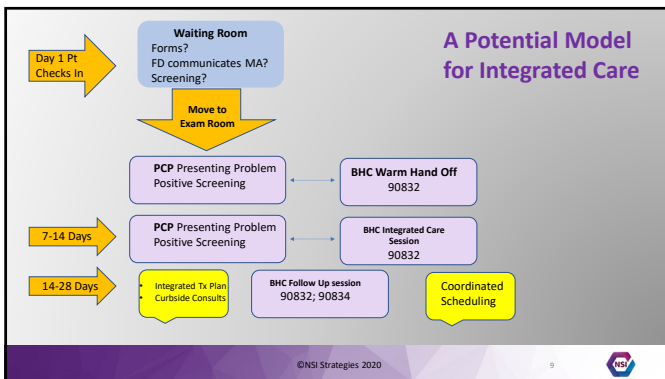 A Potential Model
for Integrated Care
Day 1 Pt
Checks In
Waiting Room
Forms?
FD communicates MA?
Screening?
Move to
Exam Room
PCP Presenting Problem
Positive Screening
BHC Warm Hand Off
90832
7-14 Days
PCP Presenting Problem
Positive Screening
BHC Integrated Care
Session
90832
14-28 Days
• Integrated Tx Plan
• Curbside Consults
BHC Follow Up session
90832; 90834
Coordinated
Scheduling
©NSI Strategies 2020
9
NSI